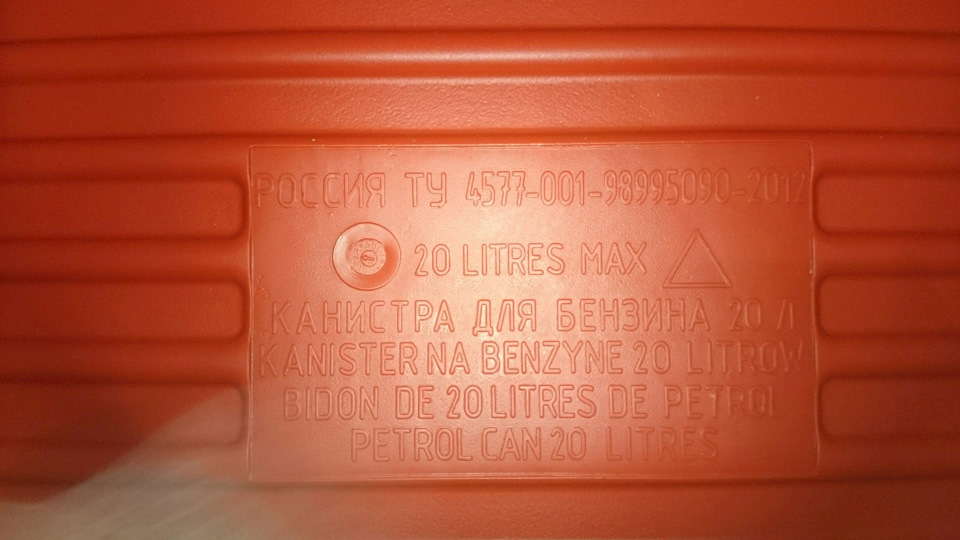 РОССИЯ ТУ 4577-001-98995090-2012
20 LITRES MAX
КАНИСТРА ДЛЯ БЕНЗИНА 20 Л
KANISTER NA BENZYNE 20 LITROW
BIDON DE 20 LITRES DE PETROL
PETROL CAN 20 LITRES